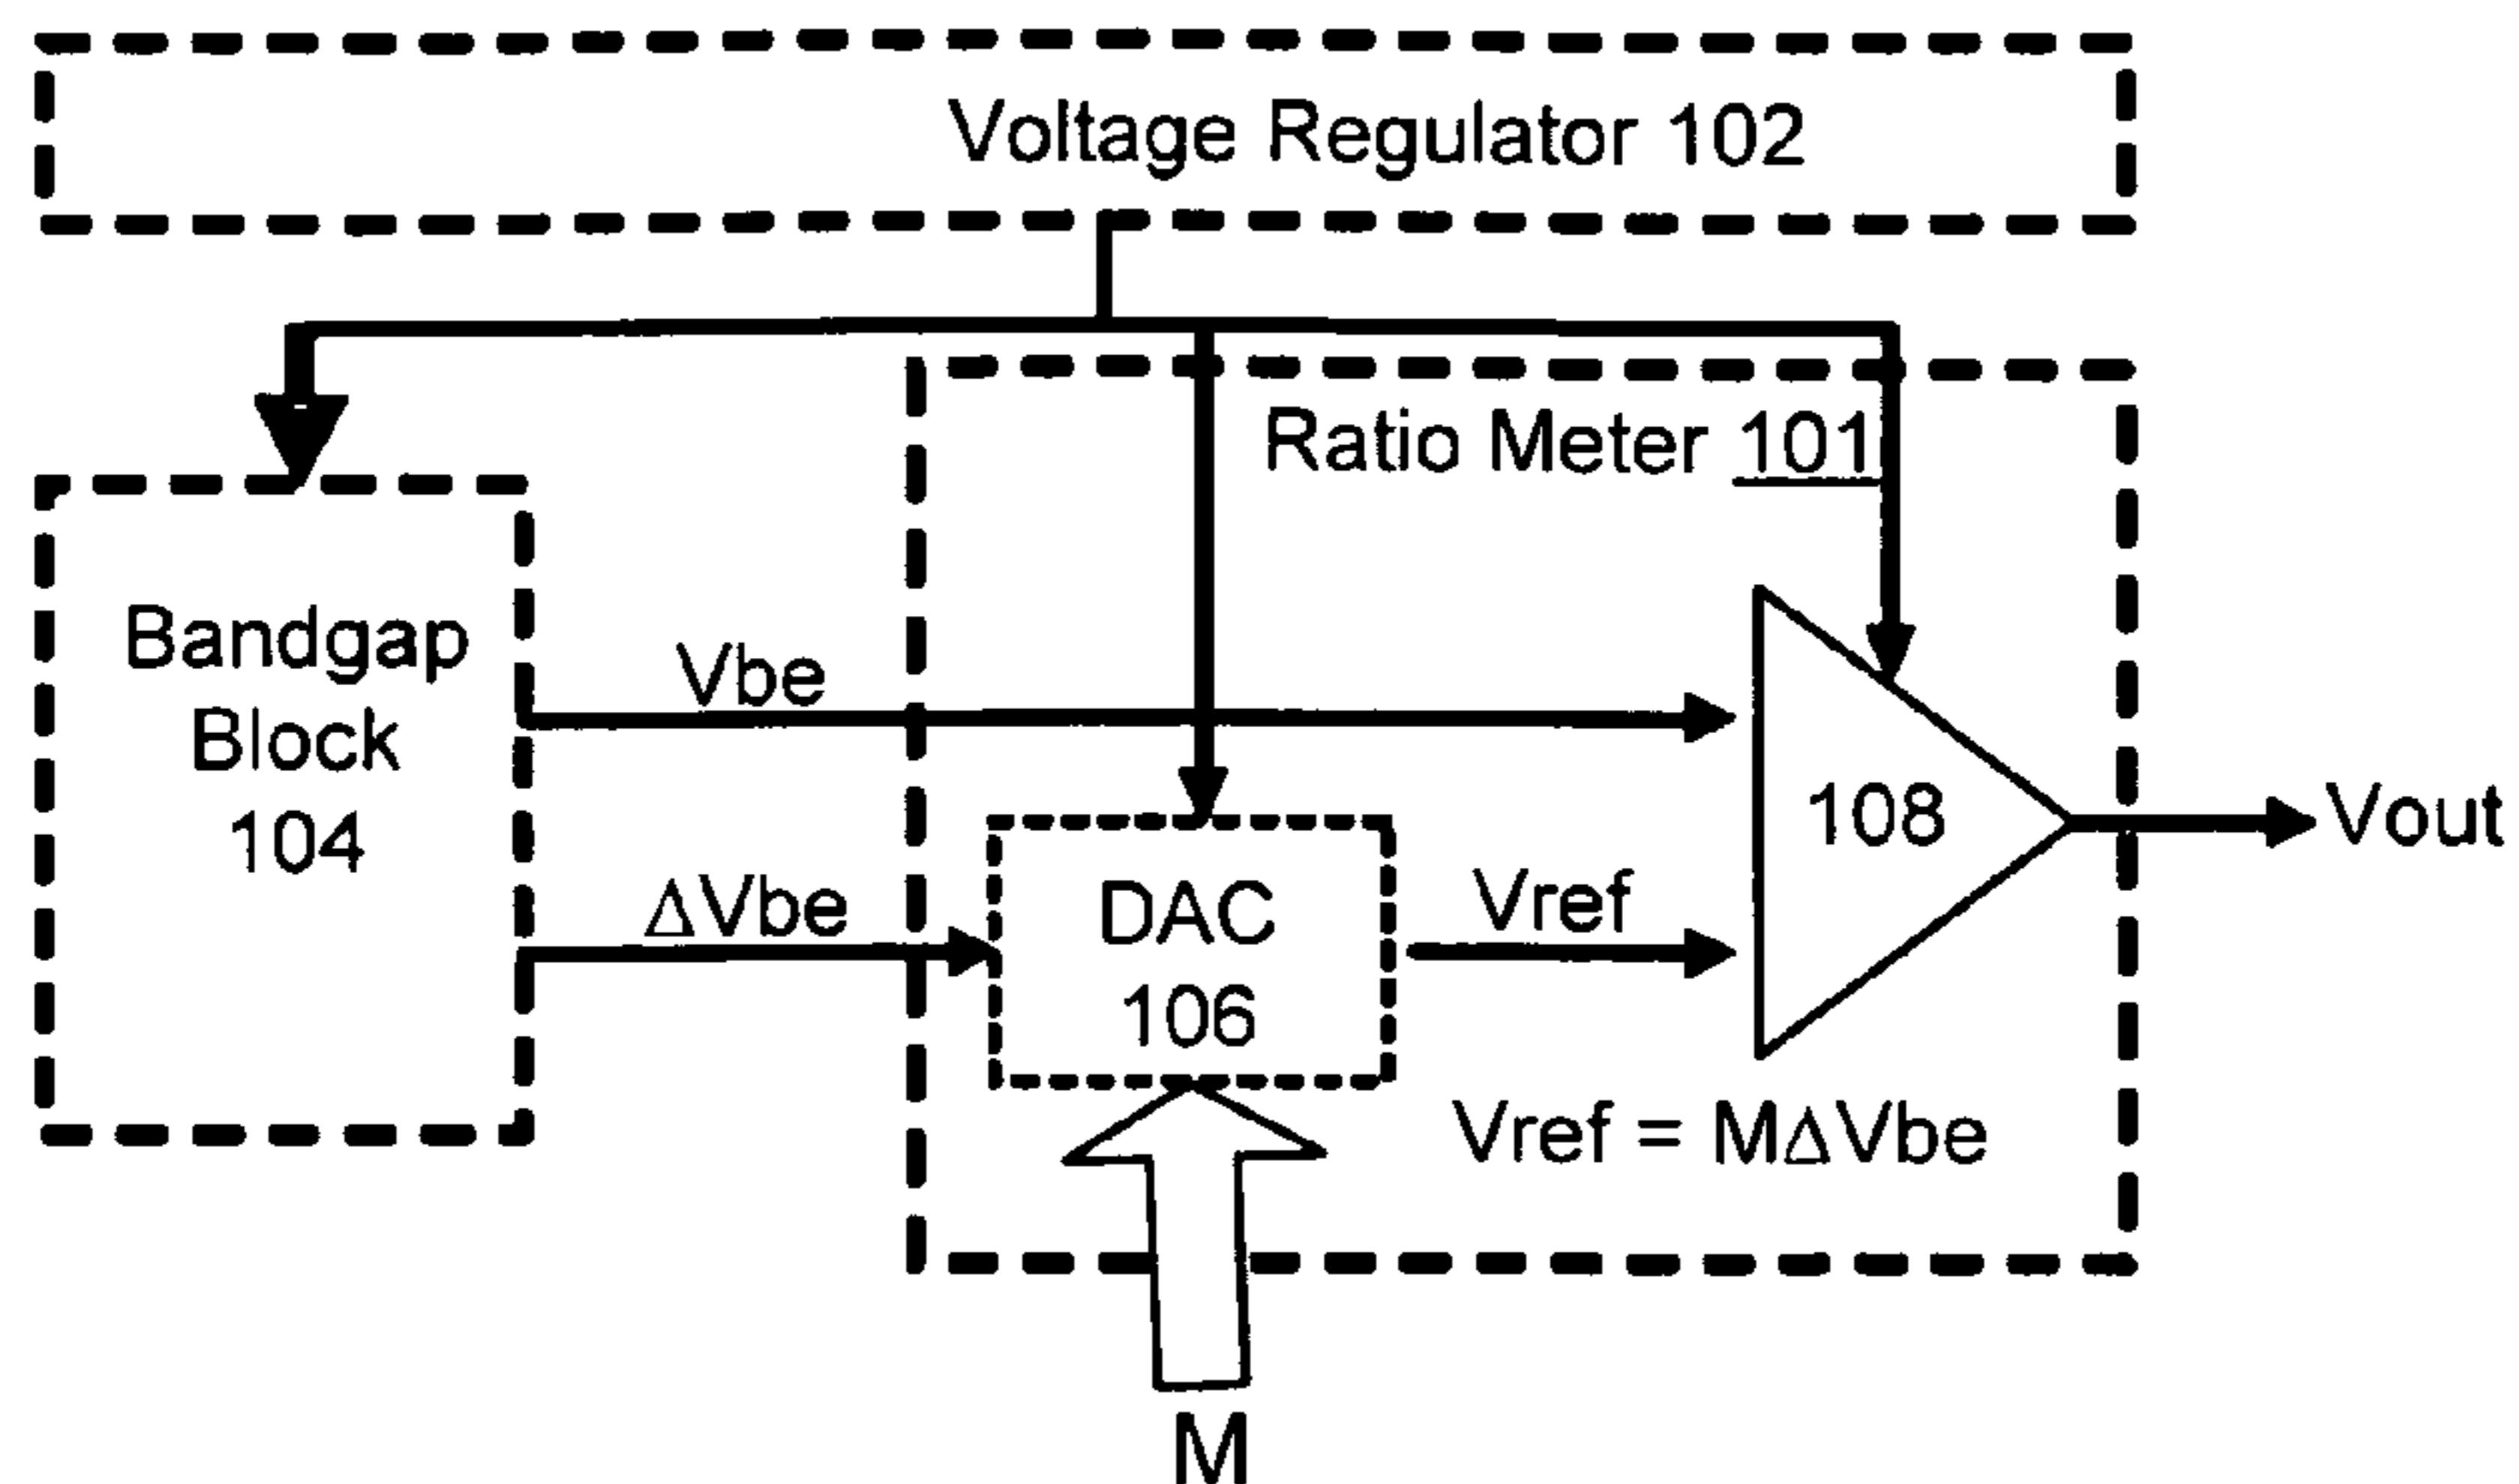 Voltage Regulator 102
Ratio Meter 101
Bandgap
Block
104
Vbe
ΔVbe
DAC
106
Vref
108
Vout
Vref = MΔVbe
M